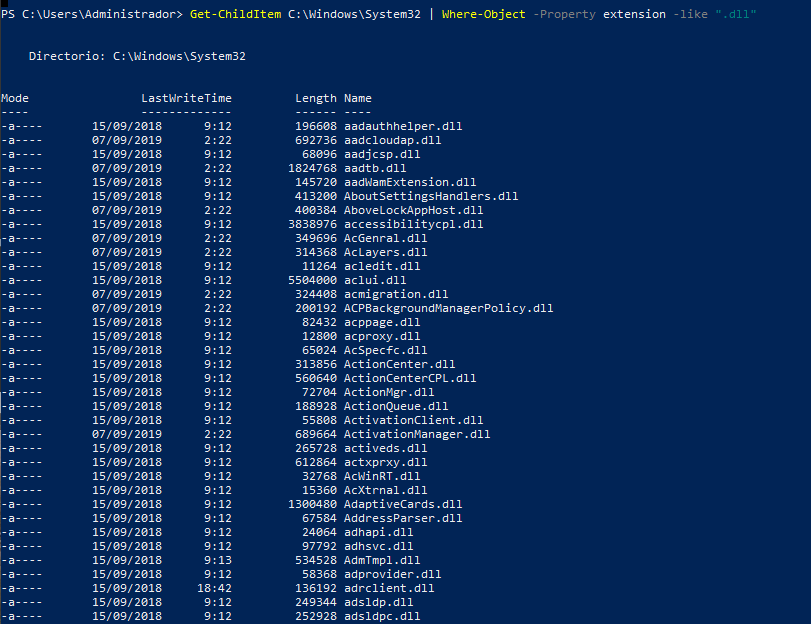 PS C:\Users\Administrador> Get-ChildItem C:\Windows\System32 | Where-Object -Property extension -like ".dll"
Directorio: C:\Windows\System32
Mode LastWriteTime Length Name
---- ------------- ------ ----
-a---- 15/09/2018 9:12 196608 aadauthhelper.dll
-a---- 07/09/2019 2:22 692736 aadcloudap.dll
-a---- 15/09/2018 9:12 68096 aadjcsp.dll
-a---- 07/09/2019 2:22 1824768 aadtb.dll
-a---- 15/09/2018 9:12 145720 aadWamExtension.dll
-a---- 15/09/2018 9:12 413200 AboutSettingsHandlers.dll
-a---- 07/09/2019 2:22 400384 AboveLockAppHost.dll
-a---- 15/09/2018 9:12 3838976 accessibilitycpl.dll
-a---- 07/09/2019 2:22 349696 AcGenral.dll
-a---- 07/09/2019 2:22 314368 AcLayers.dll
-a---- 15/09/2018 9:12 11264 acledit.dll
-a---- 15/09/2018 9:12 5504000 aclui.dll
-a---- 07/09/2019 2:22 324408 acmigration.dll
-a---- 07/09/2019 2:22 200192 ACPBackgroundManagerPolicy.dll
-a---- 15/09/2018 9:12 82432 acppage.dll
-a---- 15/09/2018 9:12 12800 acproxy.dll
-a---- 15/09/2018 9:12 65024 AcSpecfc.dll
-a---- 15/09/2018 9:12 313856 ActionCenter.dll
-a---- 15/09/2018 9:12 560640 ActionCenterCPL.dll
-a---- 15/09/2018 9:12 72704 ActionMgr.dll
-a---- 15/09/2018 9:12 188928 ActionQueue.dll
-a---- 15/09/2018 9:12 55808 ActivationClient.dll
-a---- 07/09/2019 2:22 689664 ActivationManager.dll
-a---- 15/09/2018 9:12 265728 activeds.dll
-a---- 15/09/2018 9:12 612864 actxprxy.dll
-a---- 15/09/2018 9:12 32768 AcWinRT.dll
-a---- 15/09/2018 9:12 15360 AcXtrnal.dll
-a---- 15/09/2018 9:12 1300480 AdaptiveCards.dll
-a---- 15/09/2018 9:12 67584 AddressParser.dll
-a---- 15/09/2018 9:12 24064 adhapi.dll
-a---- 15/09/2018 9:12 97792 adhsvc.dll
-a---- 15/09/2018 9:13 534528 AdmTmpl.dll
-a---- 15/09/2018 9:12 58368 adprovider.dll
-a---- 15/09/2018 18:42 136192 adrclient.dll
-a---- 15/09/2018 9:12 249344 adsldp.dll
-a---- 15/09/2018 9:12 252928 adsldpc.dll